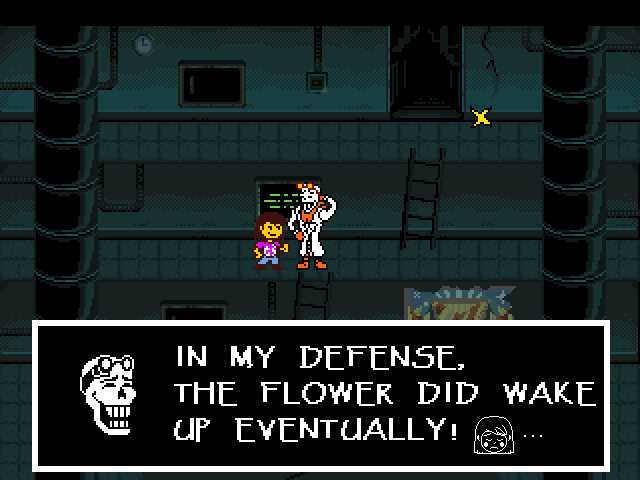 IN MY DEFENSE,
THE FLOWER DID WAKE
UP EVENTUALLY! ...